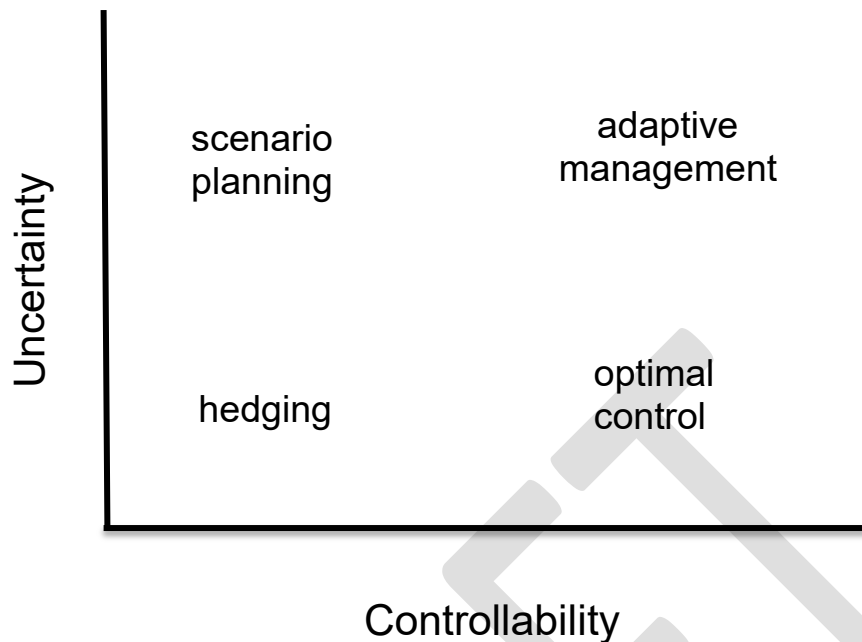 scenario
planning
adaptive
management
Uncertainty
hedging
optimal
control
Controllability